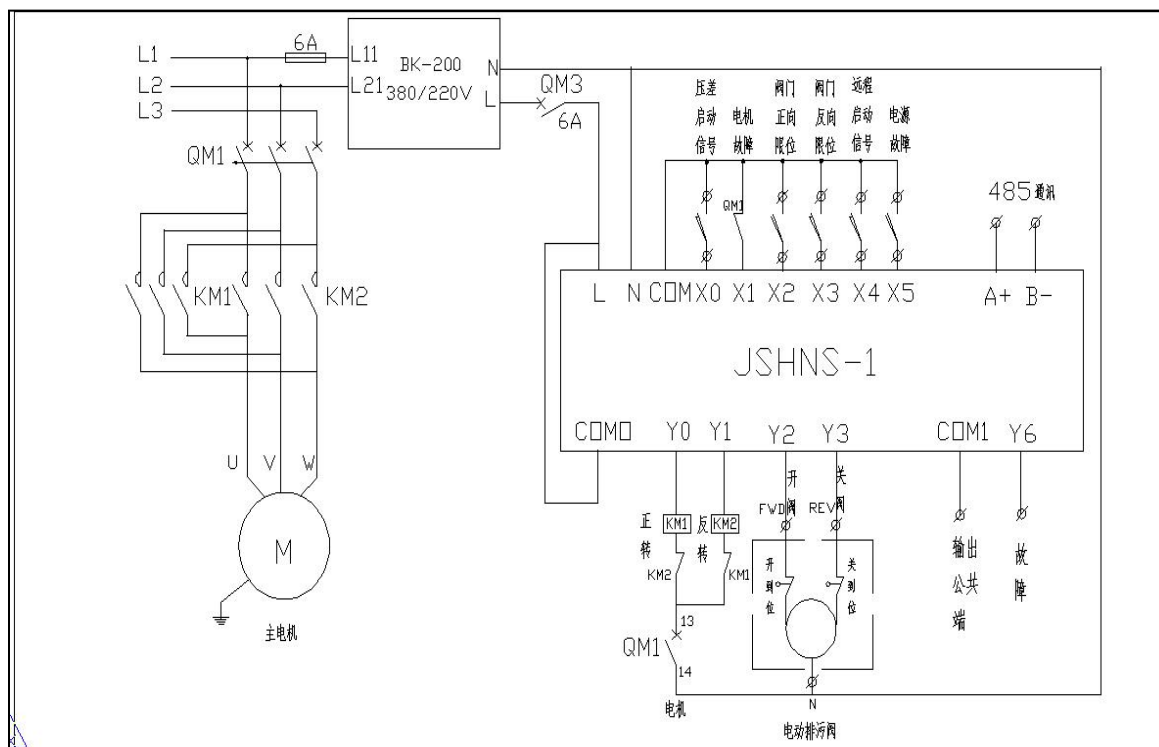 L1
6A
L11
BK-200
N
L2
L21
380/220V
L
QM3
6A
L3
压差启动信号
电机故障
阀门正向限位
阀门反向限位
远程启动信号
电源故障
QM1
QM1
485通讯
KM1
KM2
L N COM X0 X1 X2 X3 X4 X5 A+ B-
JSHNS-1
COM0 Y0 Y1 Y2 Y3 COM1 Y6
U V W
M
主电机
开阀
关阀
FWD
REV
正转
KM1
反转
KM2
KM2
KM1
开到位
关到位
输出公共端
故障
13
QM1
14
电机
N
电动排污阀